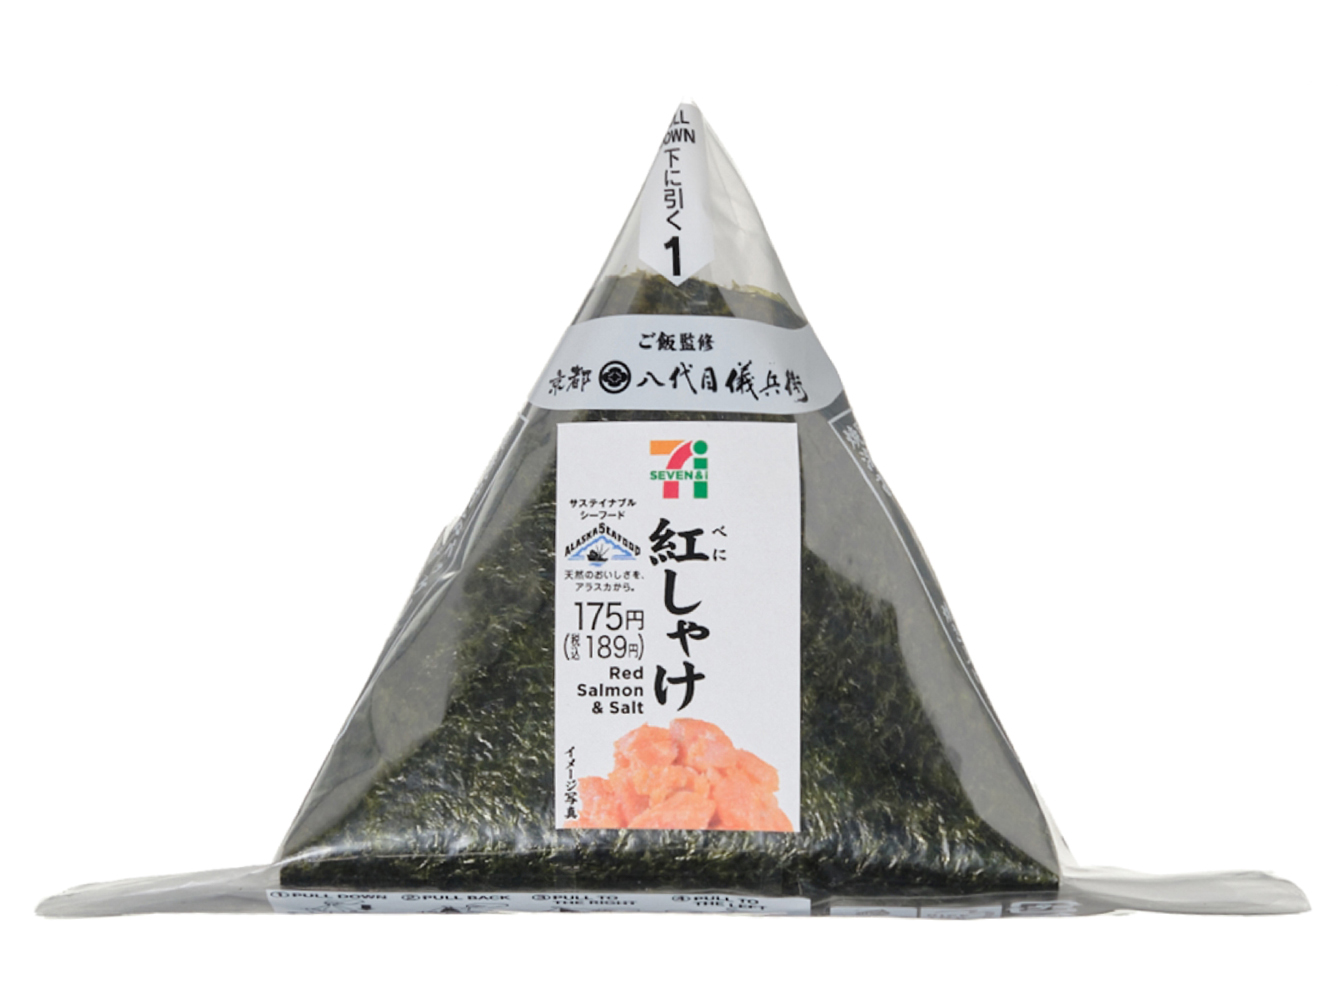 下に引く
1
ご飯監修
京都 八代目儀兵衛
SEVEN&i
サステイナブル
シーフード
ALASKA SEAFOOD
天然のおいしさを、
アラスカから。
175円
(税込189円)
Red
Salmon
& Salt
紅しゃけ
べに
イメージ写真
①PULL DOWN
②PULL BACK
③PULL TO
THE RIGHT
④PULL TO
THE LEFT